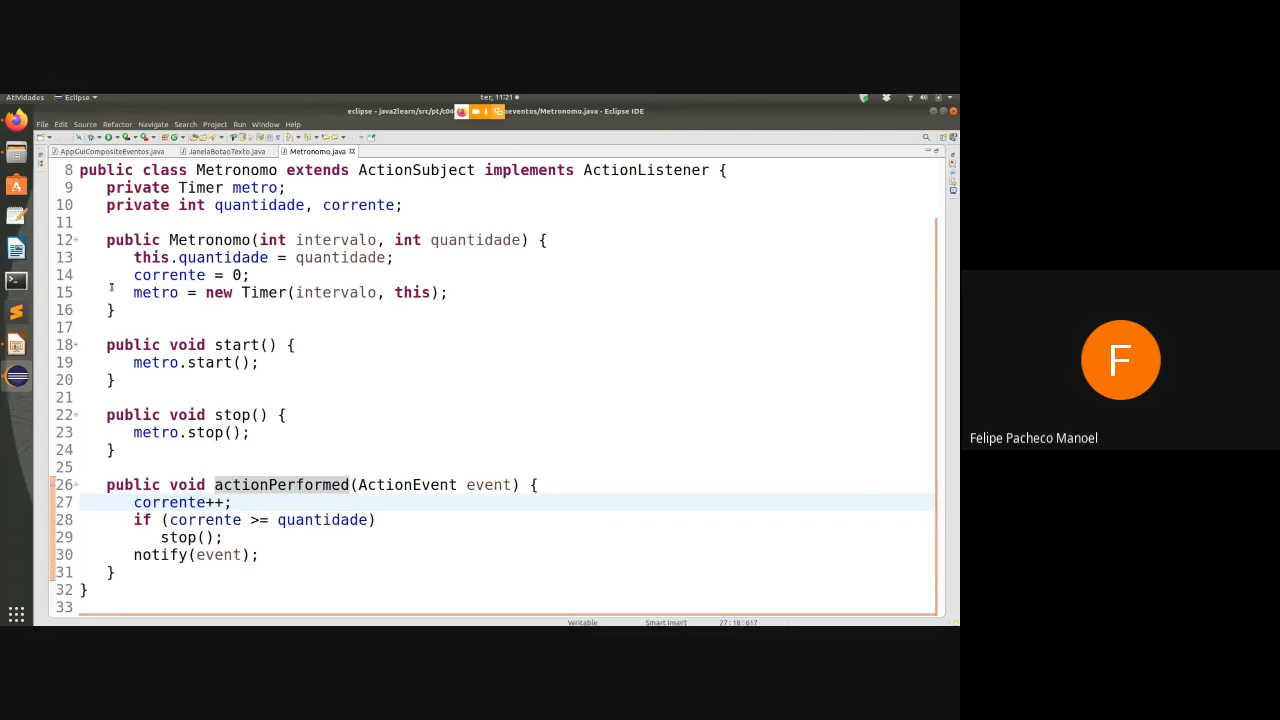 Atividades Eclipse ter, 11:21
eclipse - java2learn/src/pt/c04 aeventos/Metronomo.java - Eclipse IDE
File Edit Source Refactor Navigate Search Project Run Window Help
AppGuiCompositeEventos.java JanelaBotaoTexto.java Metronomo.java
8 public class Metronomo extends ActionSubject implements ActionListener {
9 private Timer metro;
10 private int quantidade, corrente;
11
12 public Metronomo(int intervalo, int quantidade) {
13 this.quantidade = quantidade;
14 corrente = 0;
15 metro = new Timer(intervalo, this);
16 }
17
18 public void start() {
19 metro.start();
20 }
21
22 public void stop() {
23 metro.stop();
24 }
25
26 public void actionPerformed(ActionEvent event) {
27 corrente++;
28 if (corrente >= quantidade)
29 stop();
30 notify(event);
31 }
32 }
33
Writable Smart Insert 27:18:617
F
Felipe Pacheco Manoel